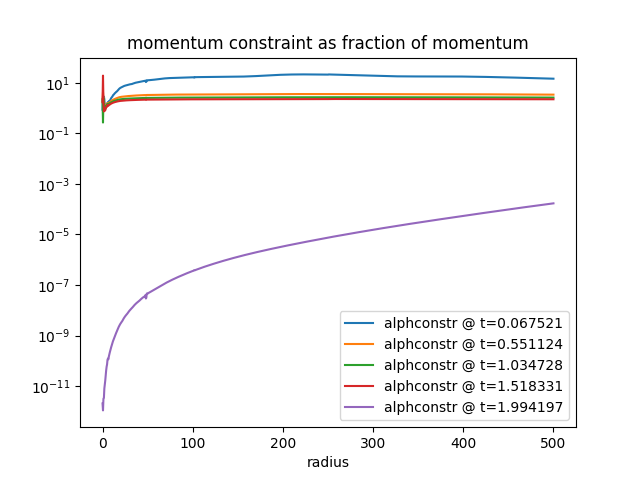 momentum constraint as fraction of momentum
10¹
10⁻¹
10⁻³
10⁻⁵
10⁻⁷
10⁻⁹
10⁻¹¹
alphconstr @ t=0.067521
alphconstr @ t=0.551124
alphconstr @ t=1.034728
alphconstr @ t=1.518331
alphconstr @ t=1.994197
0 100 200 300 400 500
radius